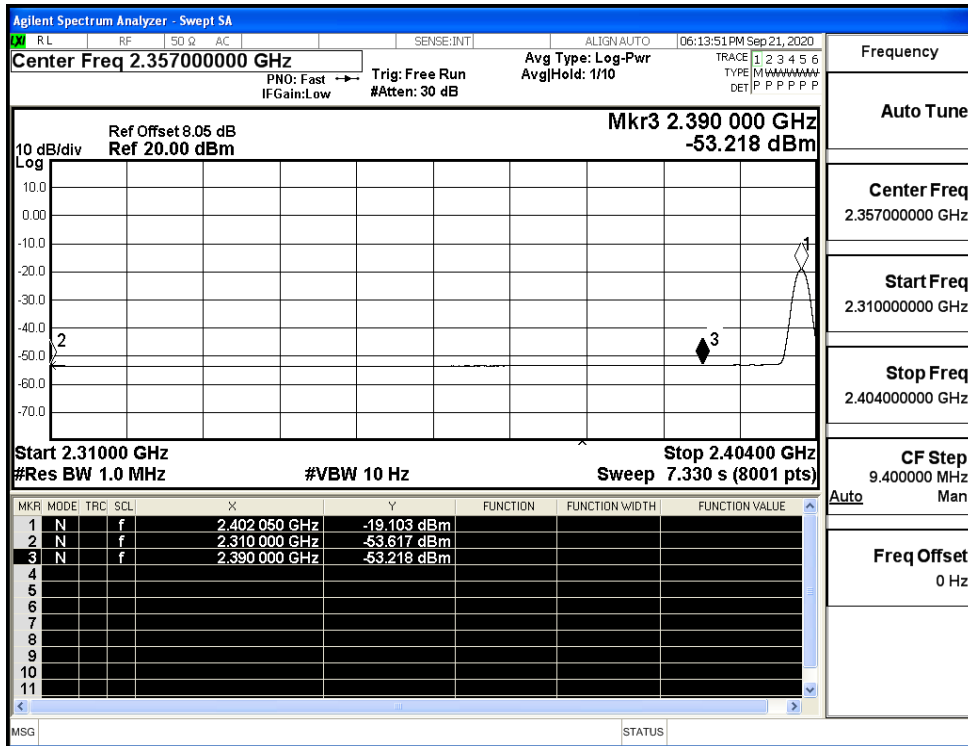 Agilent Spectrum Analyzer - Swept SA
LXI RL RF 50 Ω AC SENSE:INT ALIGNAUTO 06:13:51 PM Sep 21, 2020
Center Freq 2.357000000 GHz
PNO: Fast
IFGain:Low
Trig: Free Run
#Atten: 30 dB
Avg Type: Log-Pwr
Avg|Hold: 1/10
TRACE 1 2 3 4 5 6
TYPE M
DET P P P P P P
Ref Offset 8.05 dB
10 dB/div Ref 20.00 dBm
Log
Mkr3 2.390 000 GHz
-53.218 dBm
10.0
0.00
-10.0
-20.0
-30.0
-40.0
-50.0
-60.0
-70.0
1
2
3
Start 2.31000 GHz Stop 2.40400 GHz
#Res BW 1.0 MHz #VBW 10 Hz Sweep 7.330 s (8001 pts)
MKR MODE TRC SCL X Y FUNCTION FUNCTION WIDTH FUNCTION VALUE
1 N f 2.402 050 GHz -19.103 dBm
2 N f 2.310 000 GHz -53.617 dBm
3 N f 2.390 000 GHz -53.218 dBm
4
5
6
7
8
9
10
11
MSG STATUS
Frequency
Auto Tune
Center Freq
2.357000000 GHz
Start Freq
2.310000000 GHz
Stop Freq
2.404000000 GHz
CF Step
9.400000 MHz
Auto Man
Freq Offset
0 Hz